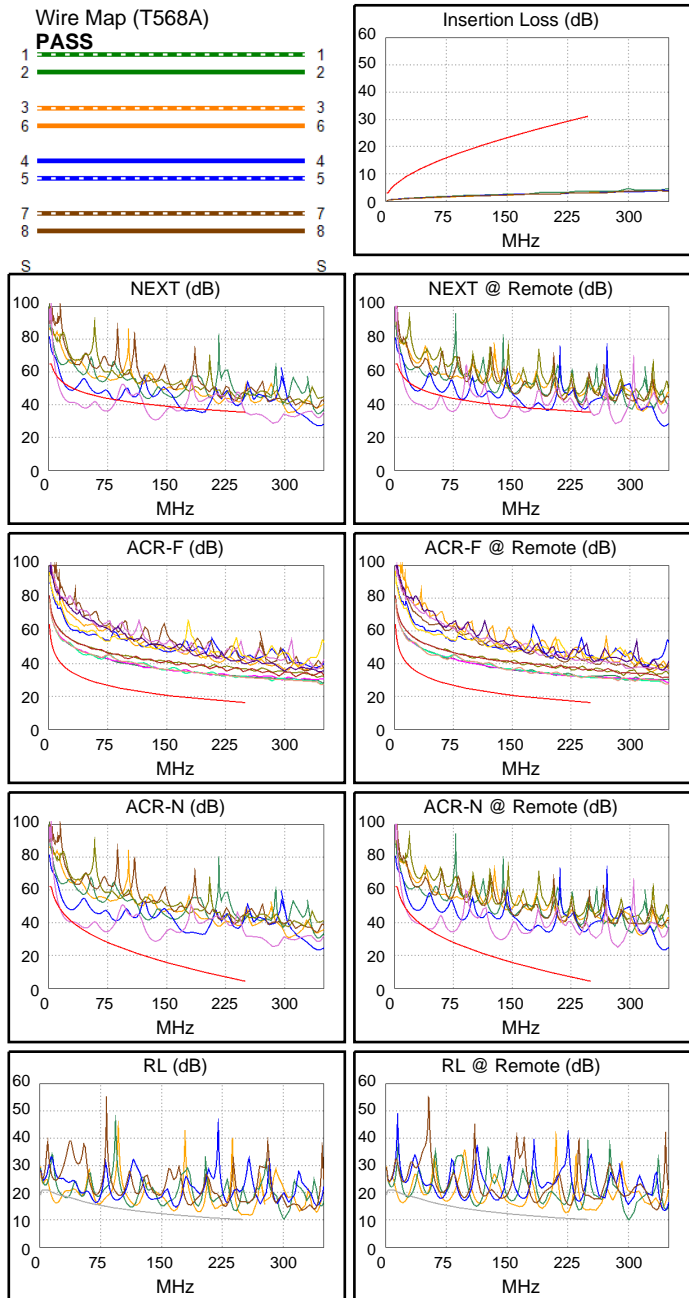 Wire Map (T568A)
PASS
1 1
2 2
3 3
6 6
4 4
5 5
7 7
8 8
S S
Insertion Loss (dB)
60
50
40
30
20
10
0
0 75 150 225 300
MHz
NEXT (dB)
100
80
60
40
20
0
0 75 150 225 300
MHz
NEXT @ Remote (dB)
100
80
60
40
20
0
0 75 150 225 300
MHz
ACR-F (dB)
100
80
60
40
20
0
0 75 150 225 300
MHz
ACR-F @ Remote (dB)
100
80
60
40
20
0
0 75 150 225 300
MHz
ACR-N (dB)
100
80
60
40
20
0
0 75 150 225 300
MHz
ACR-N @ Remote (dB)
100
80
60
40
20
0
0 75 150 225 300
MHz
RL (dB)
60
50
40
30
20
10
0
0 75 150 225 300
MHz
RL @ Remote (dB)
60
50
40
30
20
10
0
0 75 150 225 300
MHz